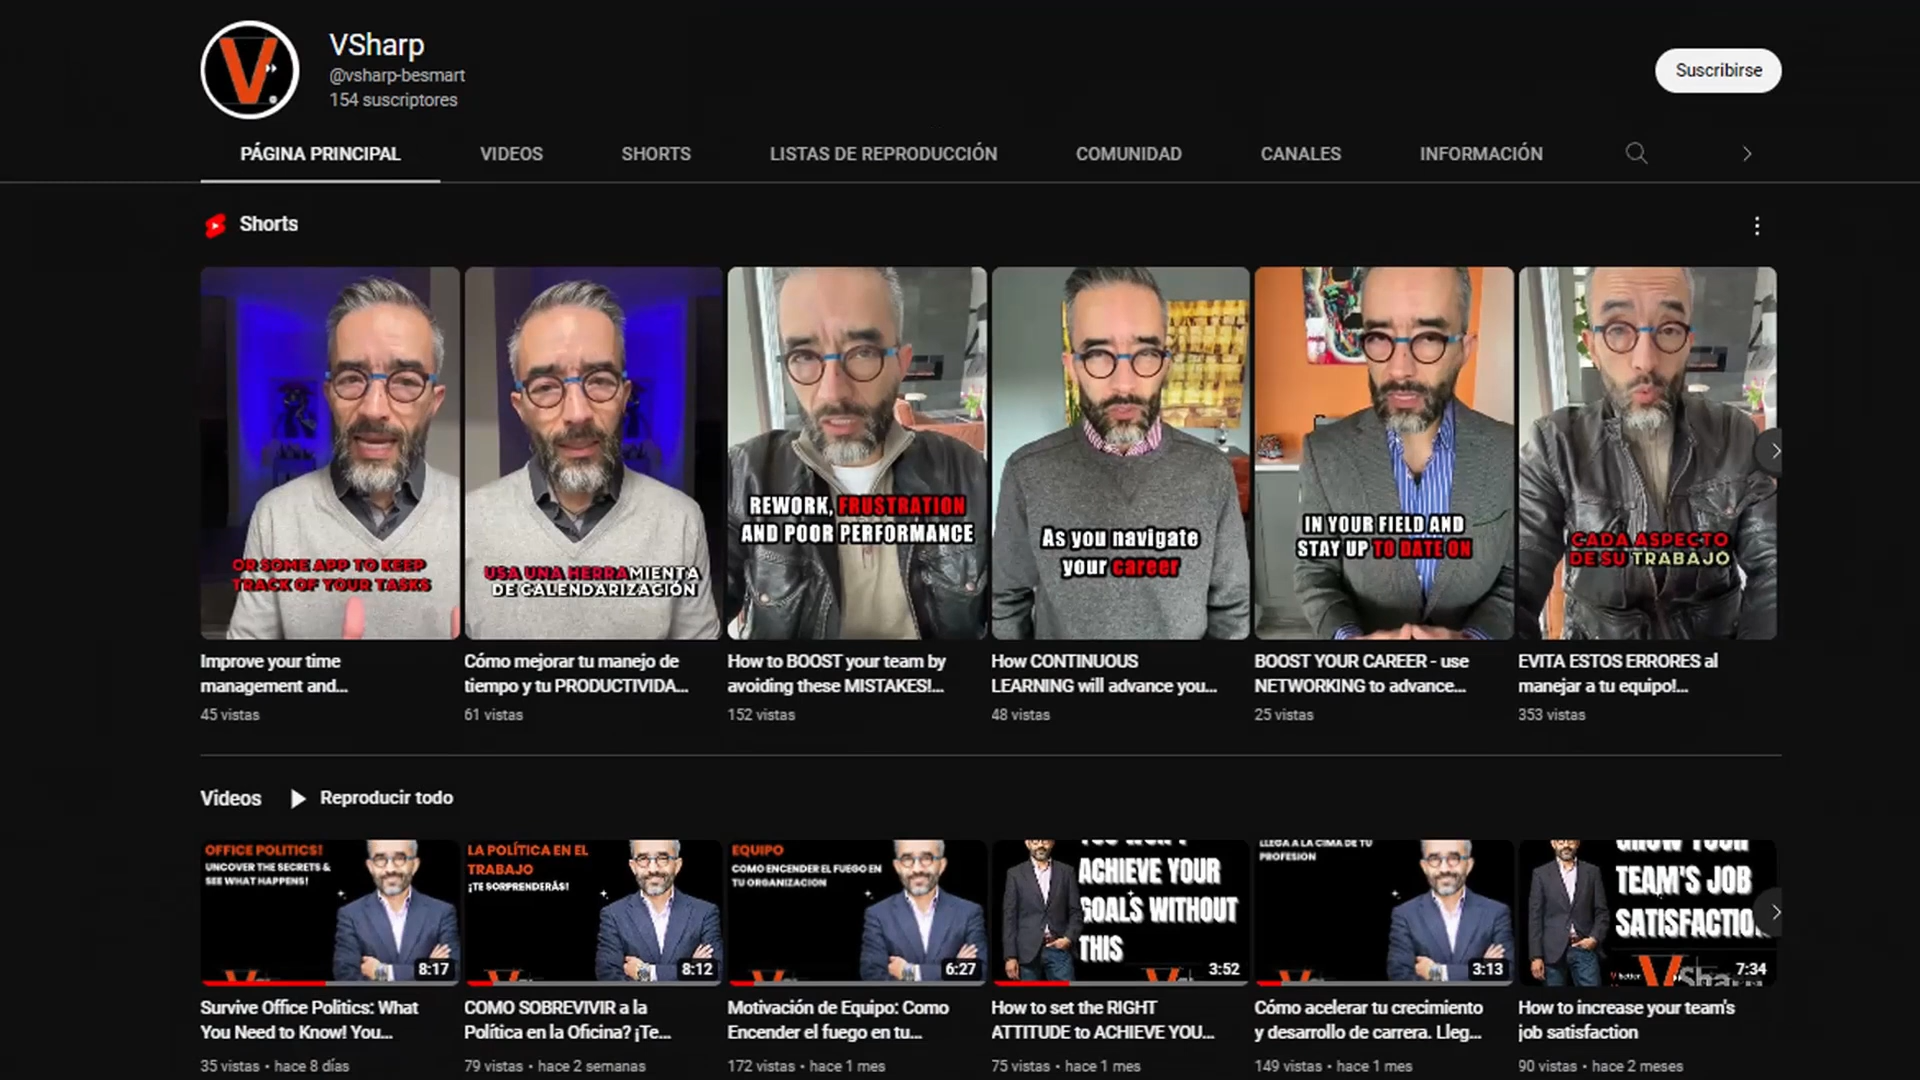 VSharp
@vsharp-besmart
154 suscriptores
Suscribirse
PÁGINA PRINCIPAL
VIDEOS
SHORTS
LISTAS DE REPRODUCCIÓN
COMUNIDAD
CANALES
INFORMACIÓN
Shorts
OR SOME APP TO KEEP
TRACK OF YOUR TASKS
USA UNA HERRAMIENTA
DE CALENDARIZACIÓN
REWORK, FRUSTRATION
AND POOR PERFORMANCE
As you navigate
your career
IN YOUR FIELD AND
STAY UP TO DATE ON
CADA ASPECTO
DE SU TRABAJO
Improve your time
management and...
45 vistas
Cómo mejorar tu manejo de
tiempo y tu PRODUCTIVIDA...
61 vistas
How to BOOST your team by
avoiding these MISTAKES!...
152 vistas
How CONTINUOUS
LEARNING will advance you...
48 vistas
BOOST YOUR CAREER - use
NETWORKING to advance...
25 vistas
EVITA ESTOS ERRORES al
manejar a tu equipo!...
353 vistas
Videos
Reproducir todo
OFFICE POLITICS!
UNCOVER THE SECRETS &
SEE WHAT HAPPENS!
8:17
LA POLÍTICA EN EL
TRABAJO
¡TE SORPRENDERÁS!
8:12
EQUIPO
COMO ENCENDER EL FUEGO EN
TU ORGANIZACION
6:27
YOU WON'T
ACHIEVE YOUR
GOALS WITHOUT
THIS
3:52
LLEGA A LA CIMA DE TU
PROFESION
3:13
GROW YOUR
TEAM'S JOB
SATISFACTIO
7:34
Survive Office Politics: What
You Need to Know! You...
35 vistas • hace 8 días
COMO SOBREVIVIR a la
Política en la Oficina? ¡Te...
79 vistas • hace 2 semanas
Motivación de Equipo: Como
Encender el fuego en tu...
172 vistas • hace 1 mes
How to set the RIGHT
ATTITUDE to ACHIEVE YOU...
75 vistas • hace 1 mes
Cómo acelerar tu crecimiento
y desarrollo de carrera. Lleg...
149 vistas • hace 1 mes
How to increase your team's
job satisfaction
90 vistas • hace 2 meses